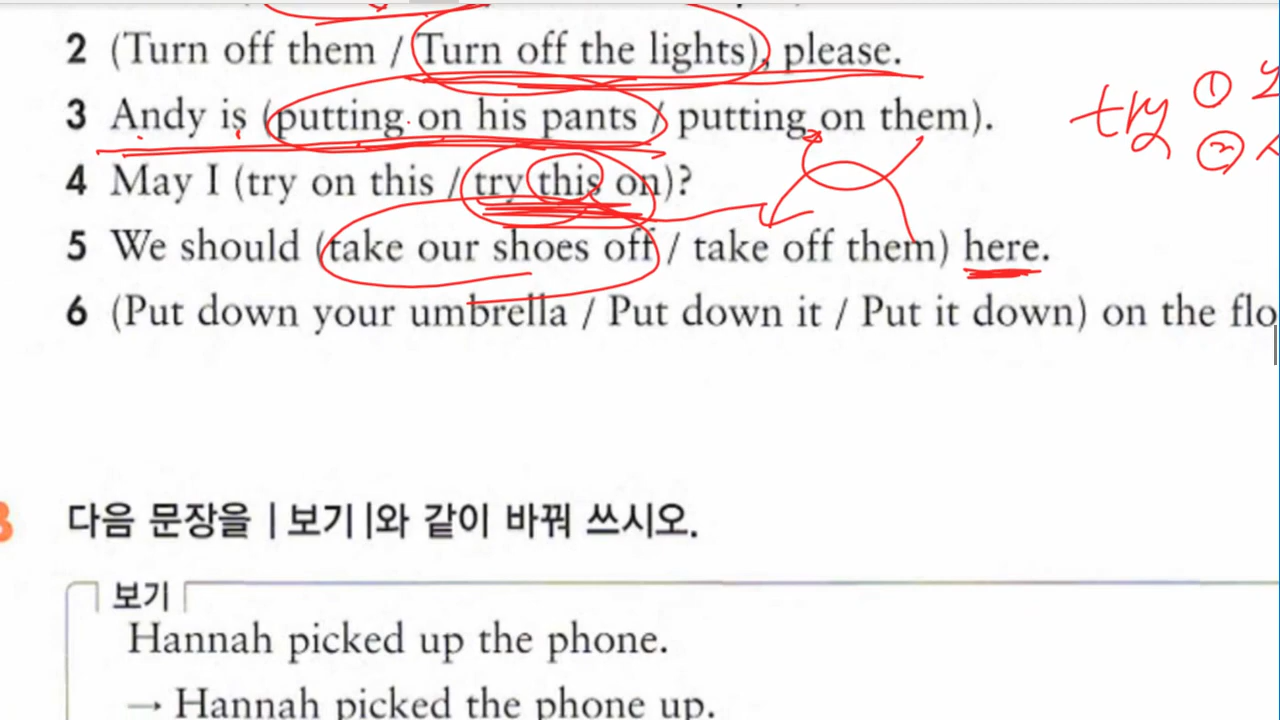 2 (Turn off them / Turn off the lights), please.
3 Andy is (putting on his pants / putting on them).
try ①
②
4 May I (try on this / try this on)?
5 We should (take our shoes off / take off them) here.
6 (Put down your umbrella / Put down it / Put it down) on the flo
다음 문장을 | 보기 |와 같이 바꿔 쓰시오.
보기
Hannah picked up the phone.
→ Hannah picked the phone up.